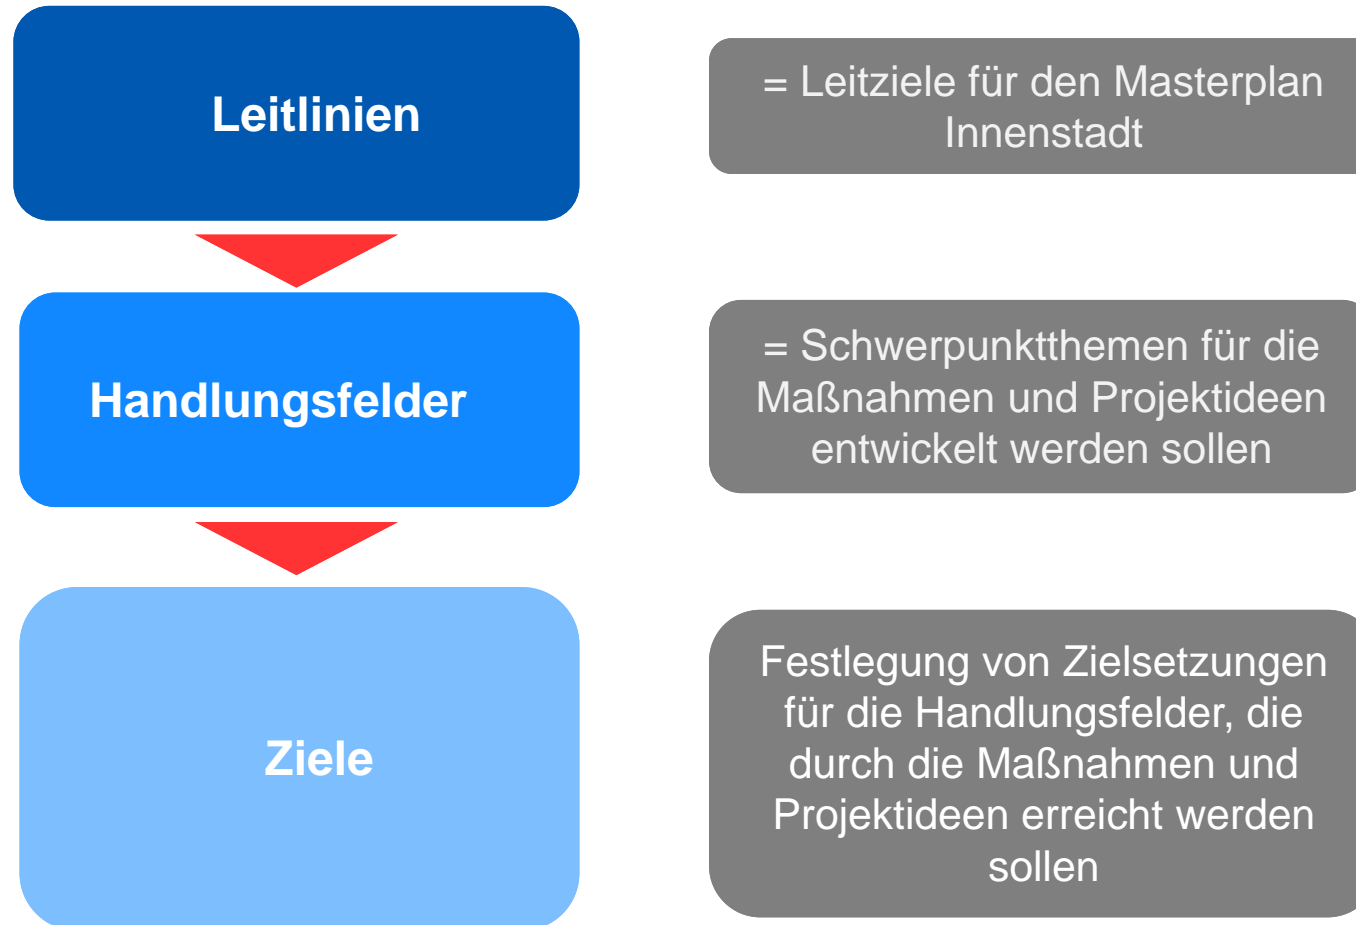 Leitlinien
= Leitziele für den Masterplan
Innenstadt
Handlungsfelder
= Schwerpunktthemen für die
Maßnahmen und Projektideen
entwickelt werden sollen
Ziele
Festlegung von Zielsetzungen
für die Handlungsfelder, die
durch die Maßnahmen und
Projektideen erreicht werden
sollen